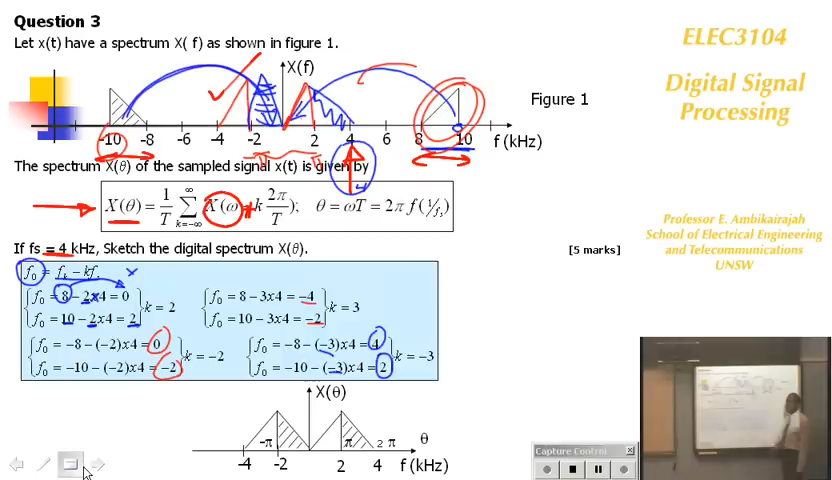 Question 3
Let x(t) have a spectrum X( f) as shown in figure 1.
X(f)
Figure 1
-10 -8 -6 -4 -2 0 2 4 6 8 10 f (kHz)
The spectrum X(θ) of the sampled signal x(t) is given by
X(θ) = 1/T ∑_{k=-∞}^{∞} X(ω + k 2π/T); θ = ωT = 2π f (1/fs)
If fs = 4 kHz, Sketch the digital spectrum X(θ).
[5 marks]
f₀ = fₖ – kfₛ
{f₀ = 8 – 2x4 = 0
{f₀ = 10 – 2x4 = 2 } k = 2
{f₀ = 8 – 3x4 = –4
{f₀ = 10 – 3x4 = –2 } k = 3
{f₀ = –8 – (–2)x4 = 0
{f₀ = –10 – (–2)x4 = –2 } k = –2
{f₀ = –8 – (–3)x4 = 4
{f₀ = –10 – (–3)x4 = 2 } k = –3
X(θ)
-π π 2 π θ
-4 -2 2 4 f (kHz)
ELEC3104
Digital Signal
Processing
Professor E. Ambikairajah
School of Electrical Engineering
and Telecommunications
UNSW
Capture Control